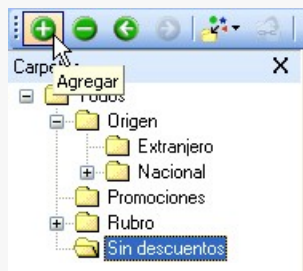 Carpe
X
Agregar
Todos
Origen
Extranjero
Nacional
Promociones
Rubro
Sin descuentos